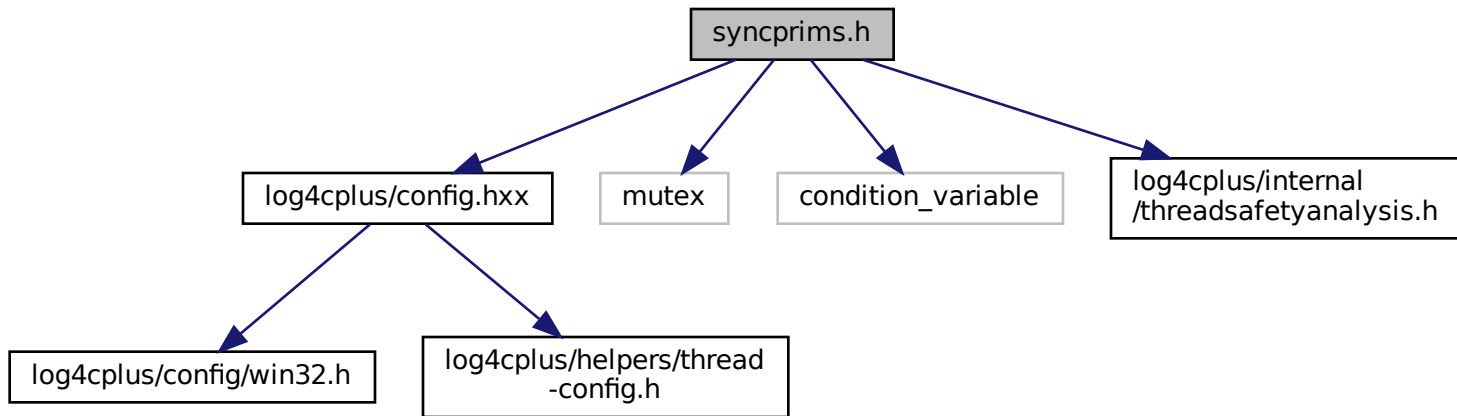 syncprims.h
log4cplus/config.hxx
mutex
condition_variable
log4cplus/internal
/threadsafetyanalysis.h
log4cplus/config/win32.h
log4cplus/helpers/thread
-config.h